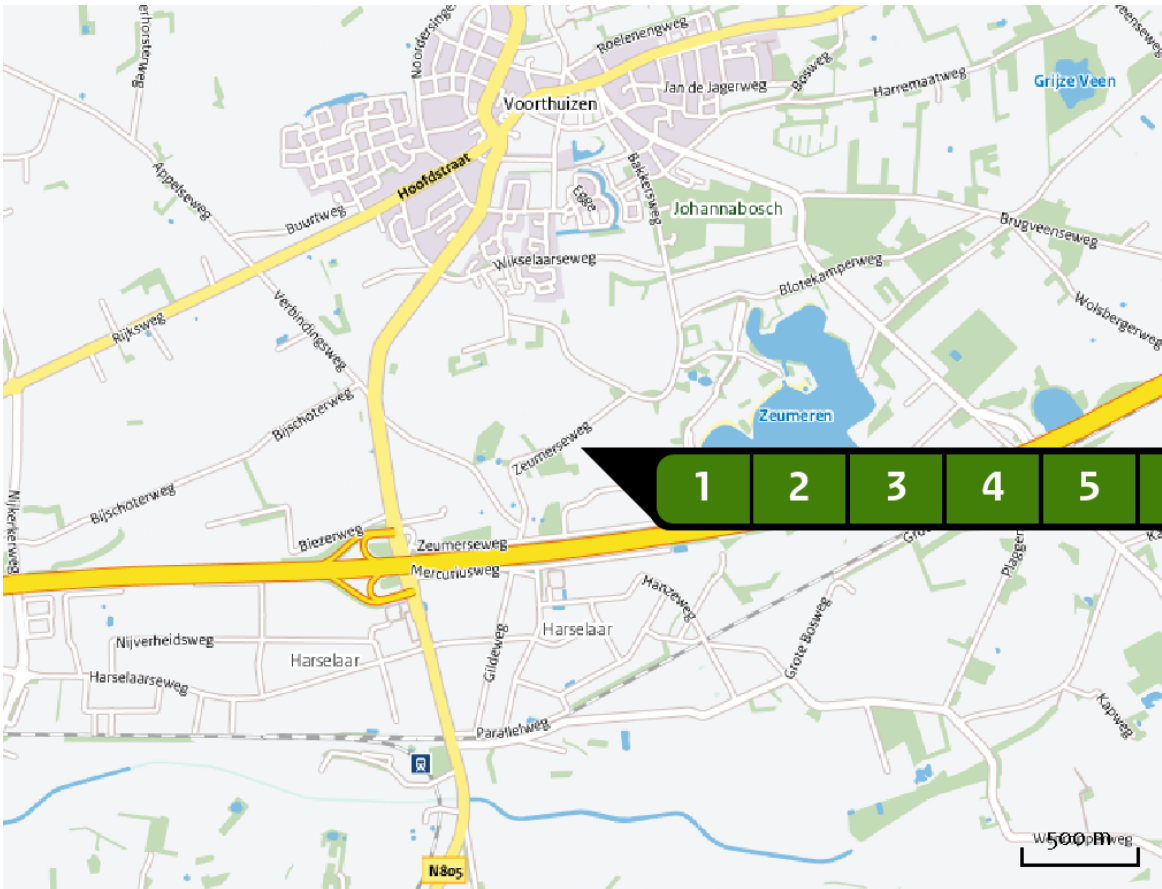 Roelenengweg
Jan de Jagerweg
Bosweg
Harremaatweg
Grijze Veen
Voorthuizen
Hoofdstraat
Appelseweg
Buurtweg
Egge
Bakkersweg
Johannabosch
Brugveenseweg
Wikselaarseweg
Blotekamperweg
Wolsbergerweg
Rijksweg
Verbindingsweg
Zeumeren
Bijschoterweg
Zeumerseweg
1 2 3 4 5
Bijschoterweg
Nijkerkerweg
Biezerweg
Zeumerseweg
Mercuriusweg
Hanzeweg
Harselaar
Nijverheidsweg
Gildeweg
Grote Bosweg
Harselaar
Harselaarseweg
Kapweg
Parallelweg
500 m
N805